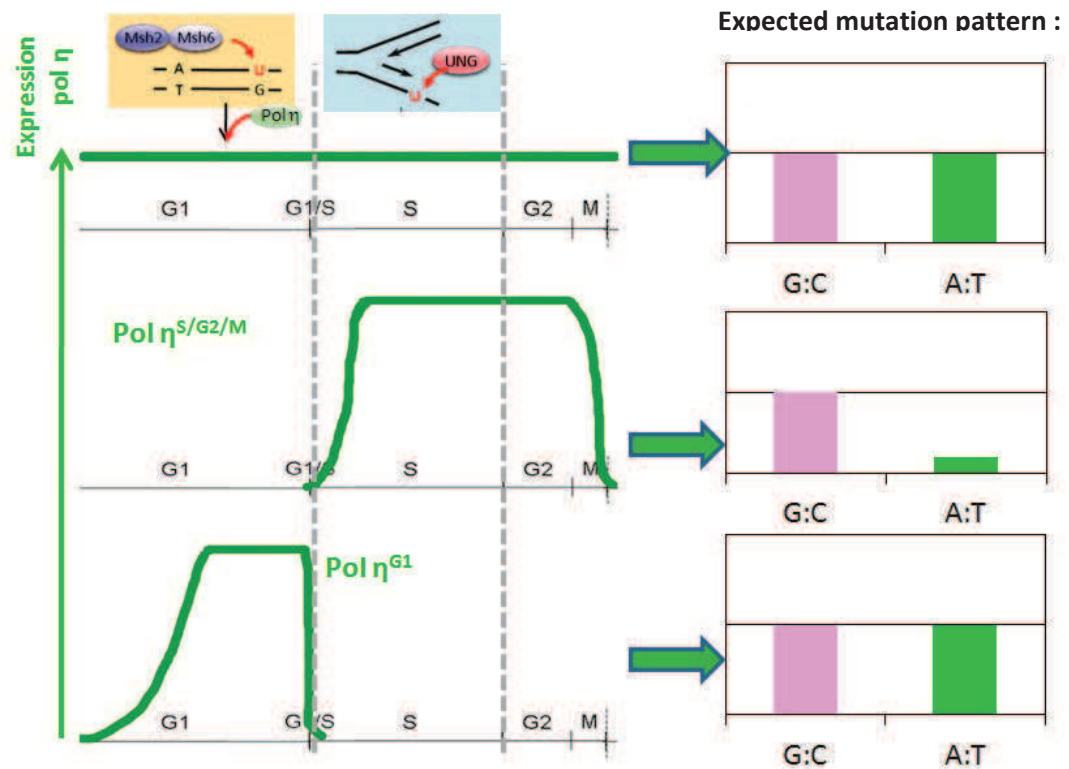 Expected mutation pattern :
Msh2 Msh6
UNG
A U
T G
U
Pol η
Expression
pol η
G1 G1/S S G2 M
G:C A:T
Pol η^S/G2/M
G1 G1/S S G2 M
G:C A:T
Pol η^G1
G1 G1/S S G2 M
G:C A:T